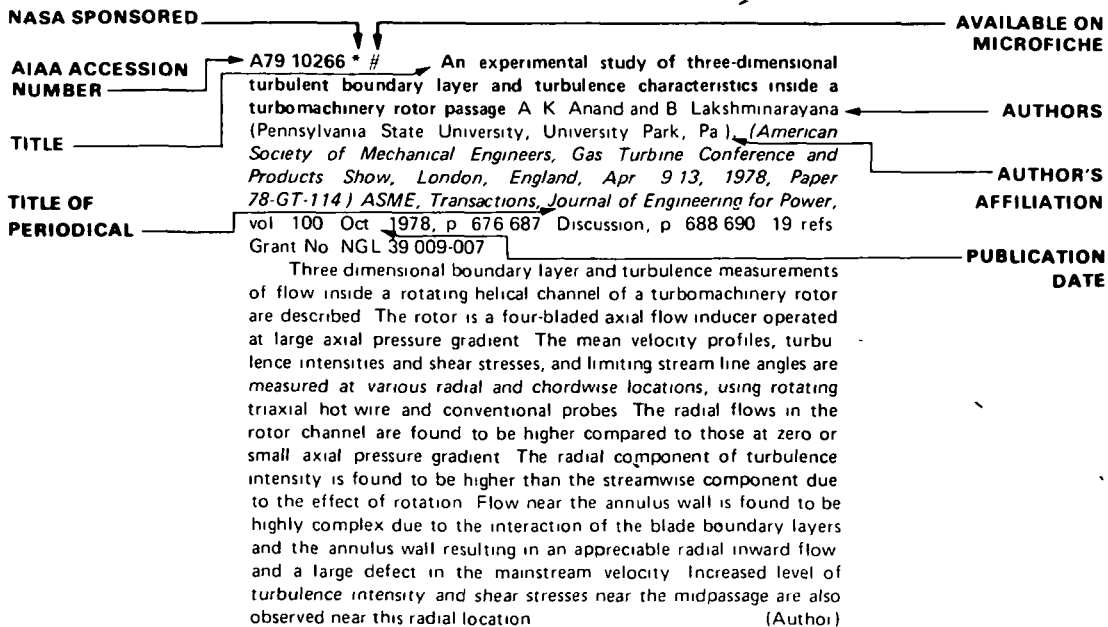 NASA SPONSORED
AVAILABLE ON
MICROFICHE
AIAA ACCESSION
NUMBER
TITLE
TITLE OF
PERIODICAL
AUTHORS
AUTHOR'S
AFFILIATION
PUBLICATION
DATE
A79 10266 * # An experimental study of three-dimensional
turbulent boundary layer and turbulence characteristics inside a
turbomachinery rotor passage A K Anand and B Lakshminarayana
(Pennsylvania State University, University Park, Pa ) (American
Society of Mechanical Engineers, Gas Turbine Conference and
Products Show, London, England, Apr 9 13, 1978, Paper
78-GT-114 ) ASME, Transactions, Journal of Engineering for Power,
vol 100 Oct 1978, p 676 687 Discussion, p 688 690 19 refs
Grant No NGL 39 009-007
Three dimensional boundary layer and turbulence measurements
of flow inside a rotating helical channel of a turbomachinery rotor
are described The rotor is a four-bladed axial flow inducer operated
at large axial pressure gradient The mean velocity profiles, turbu
lence intensities and shear stresses, and limiting stream line angles are
measured at various radial and chordwise locations, using rotating
triaxial hot wire and conventional probes The radial flows in the
rotor channel are found to be higher compared to those at zero or
small axial pressure gradient The radial component of turbulence
intensity is found to be higher than the streamwise component due
to the effect of rotation Flow near the annulus wall is found to be
highly complex due to the interaction of the blade boundary layers
and the annulus wall resulting in an appreciable radial inward flow
and a large defect in the mainstream velocity Increased level of
turbulence intensity and shear stresses near the midpassage are also
observed near this radial location (Author)